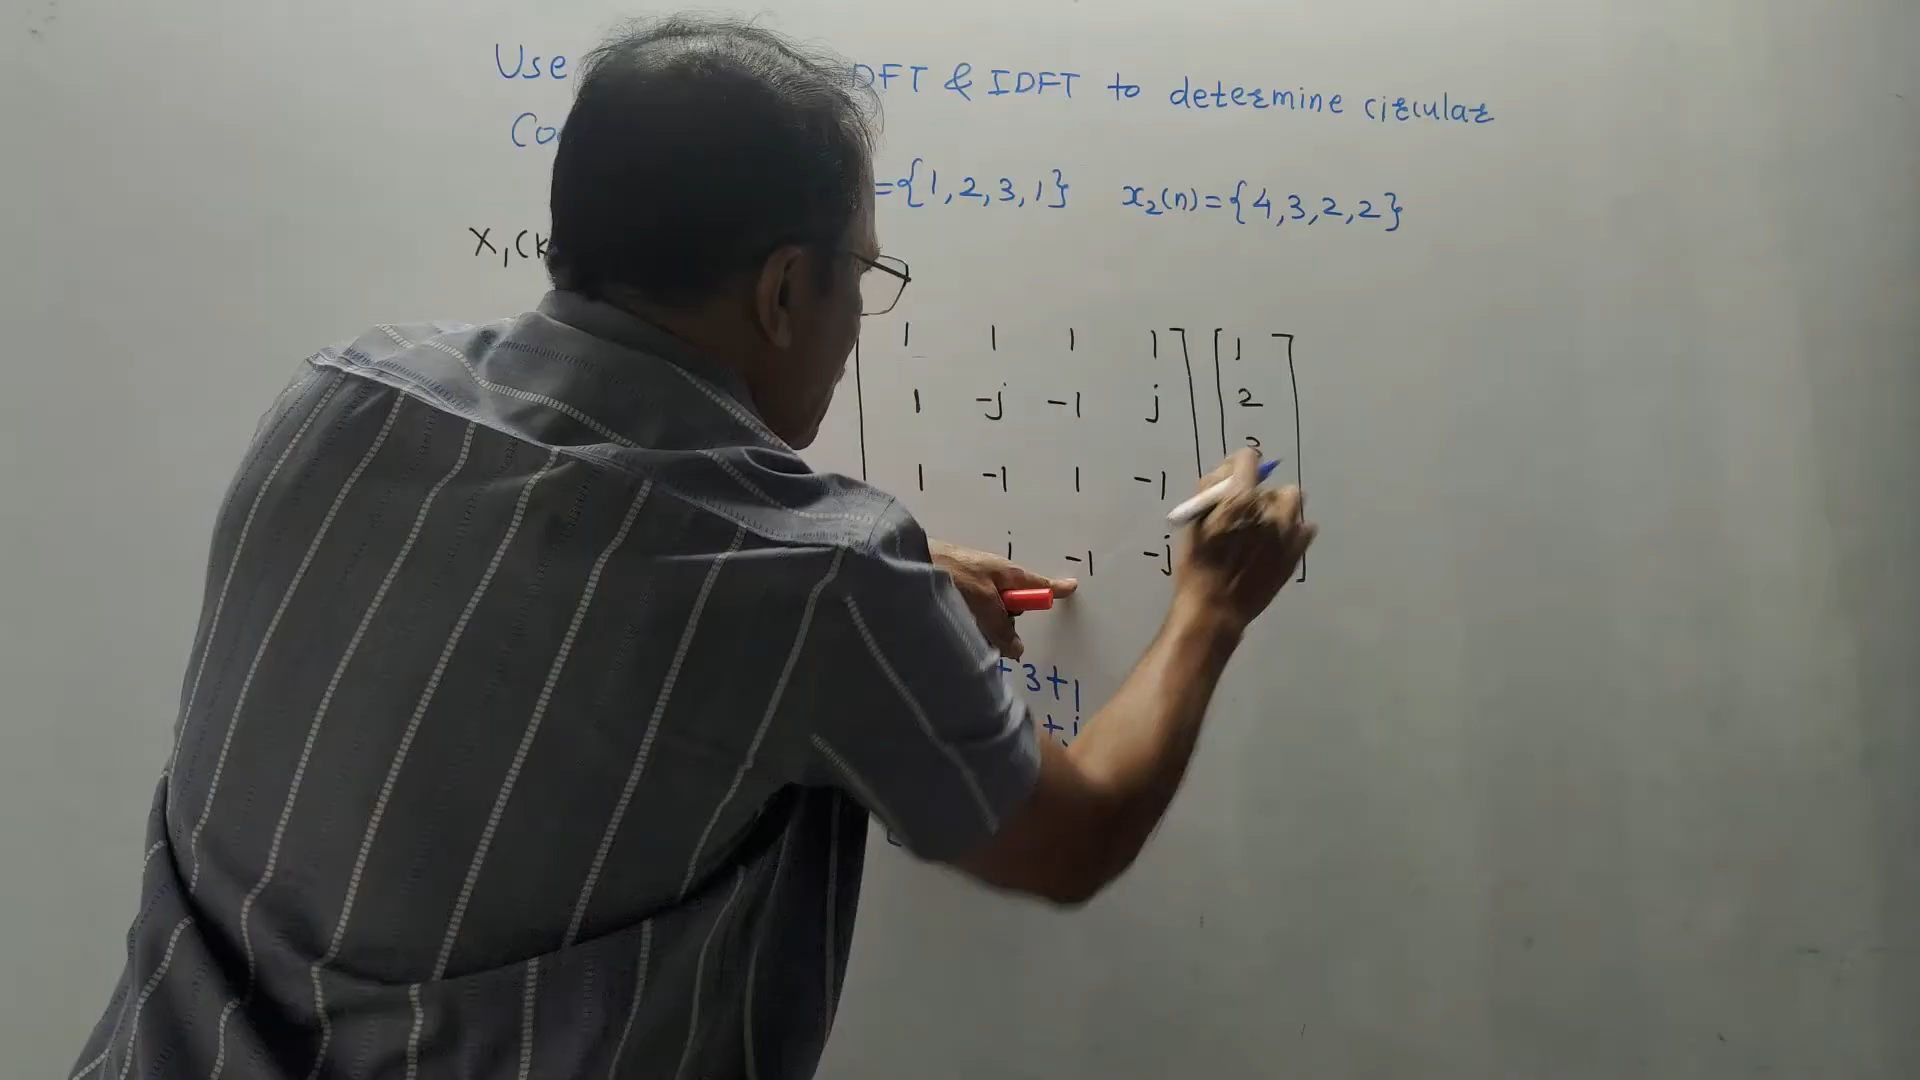 Use DFT & IDFT to determine circular
Co
={1,2,3,1} x₂(n)={4,3,2,2}
X₁(k
1 1 1 1 1
1 -j -1 j 2
1 -1 1 -1 3
j -1 -j
+3+1
+j